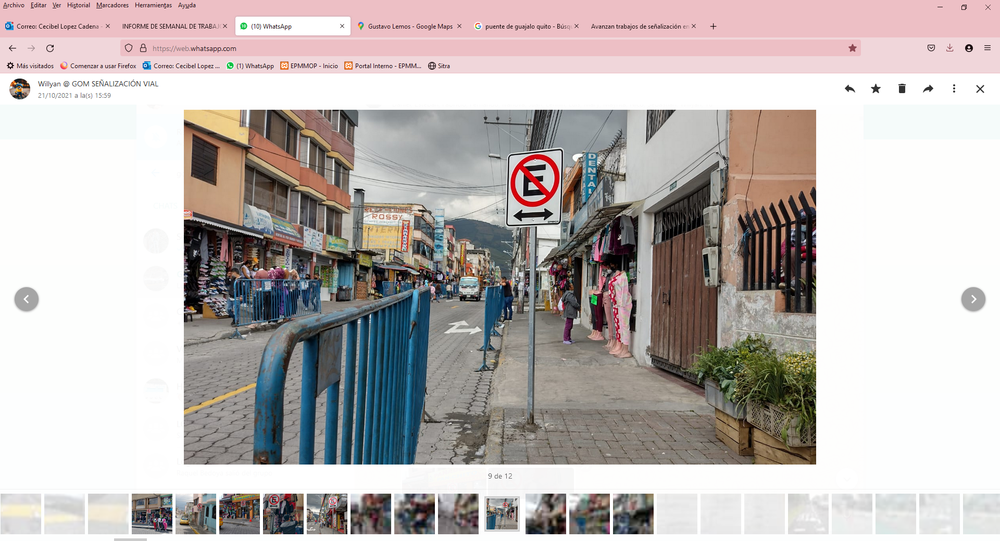 Archivo Editar Ver Historial Marcadores Herramientas Ayuda
Correo: Cecibel Lopez Cadena -
INFORME DE SEMANAL DE TRABAJO
(10) WhatsApp
Gustavo Lemos - Google Maps
puente de guajalo quito - Búsq
Avanzan trabajos de señalización en
https://web.whatsapp.com
Más visitados
Comenzar a usar Firefox
Correo: Cecibel Lopez ...
(1) WhatsApp
EPMMOP - Inicio
Portal Interno - EPMM...
Sitra
Willyan @ GOM SEÑALIZACIÓN VIAL
21/10/2021 a la(s) 15:59
CHATS
E
EPMMOP
DENTAL
ROSSY
9 de 12